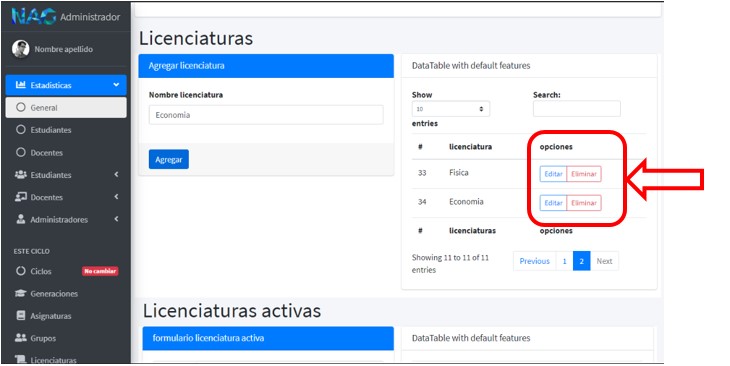 NAG Administrador
Nombre apellido
Estadísticas
General
Estudiantes
Docentes
Estudiantes
Docentes
Administradores
ESTE CICLO
Ciclos No cambiar
Generaciones
Asignaturas
Grupos
Licenciaturas
Licenciaturas
Agregar licenciatura
Nombre licenciatura
Economia
Agregar
DataTable with default features
Show Search:
10
entries
# licenciatura opciones
33 Fisica Editar Eliminar
34 Economia Editar Eliminar
# licenciaturas opciones
Showing 11 to 11 of 11
entries
Previous 1 2 Next
Licenciaturas activas
formulario licenciatura activa
DataTable with default features